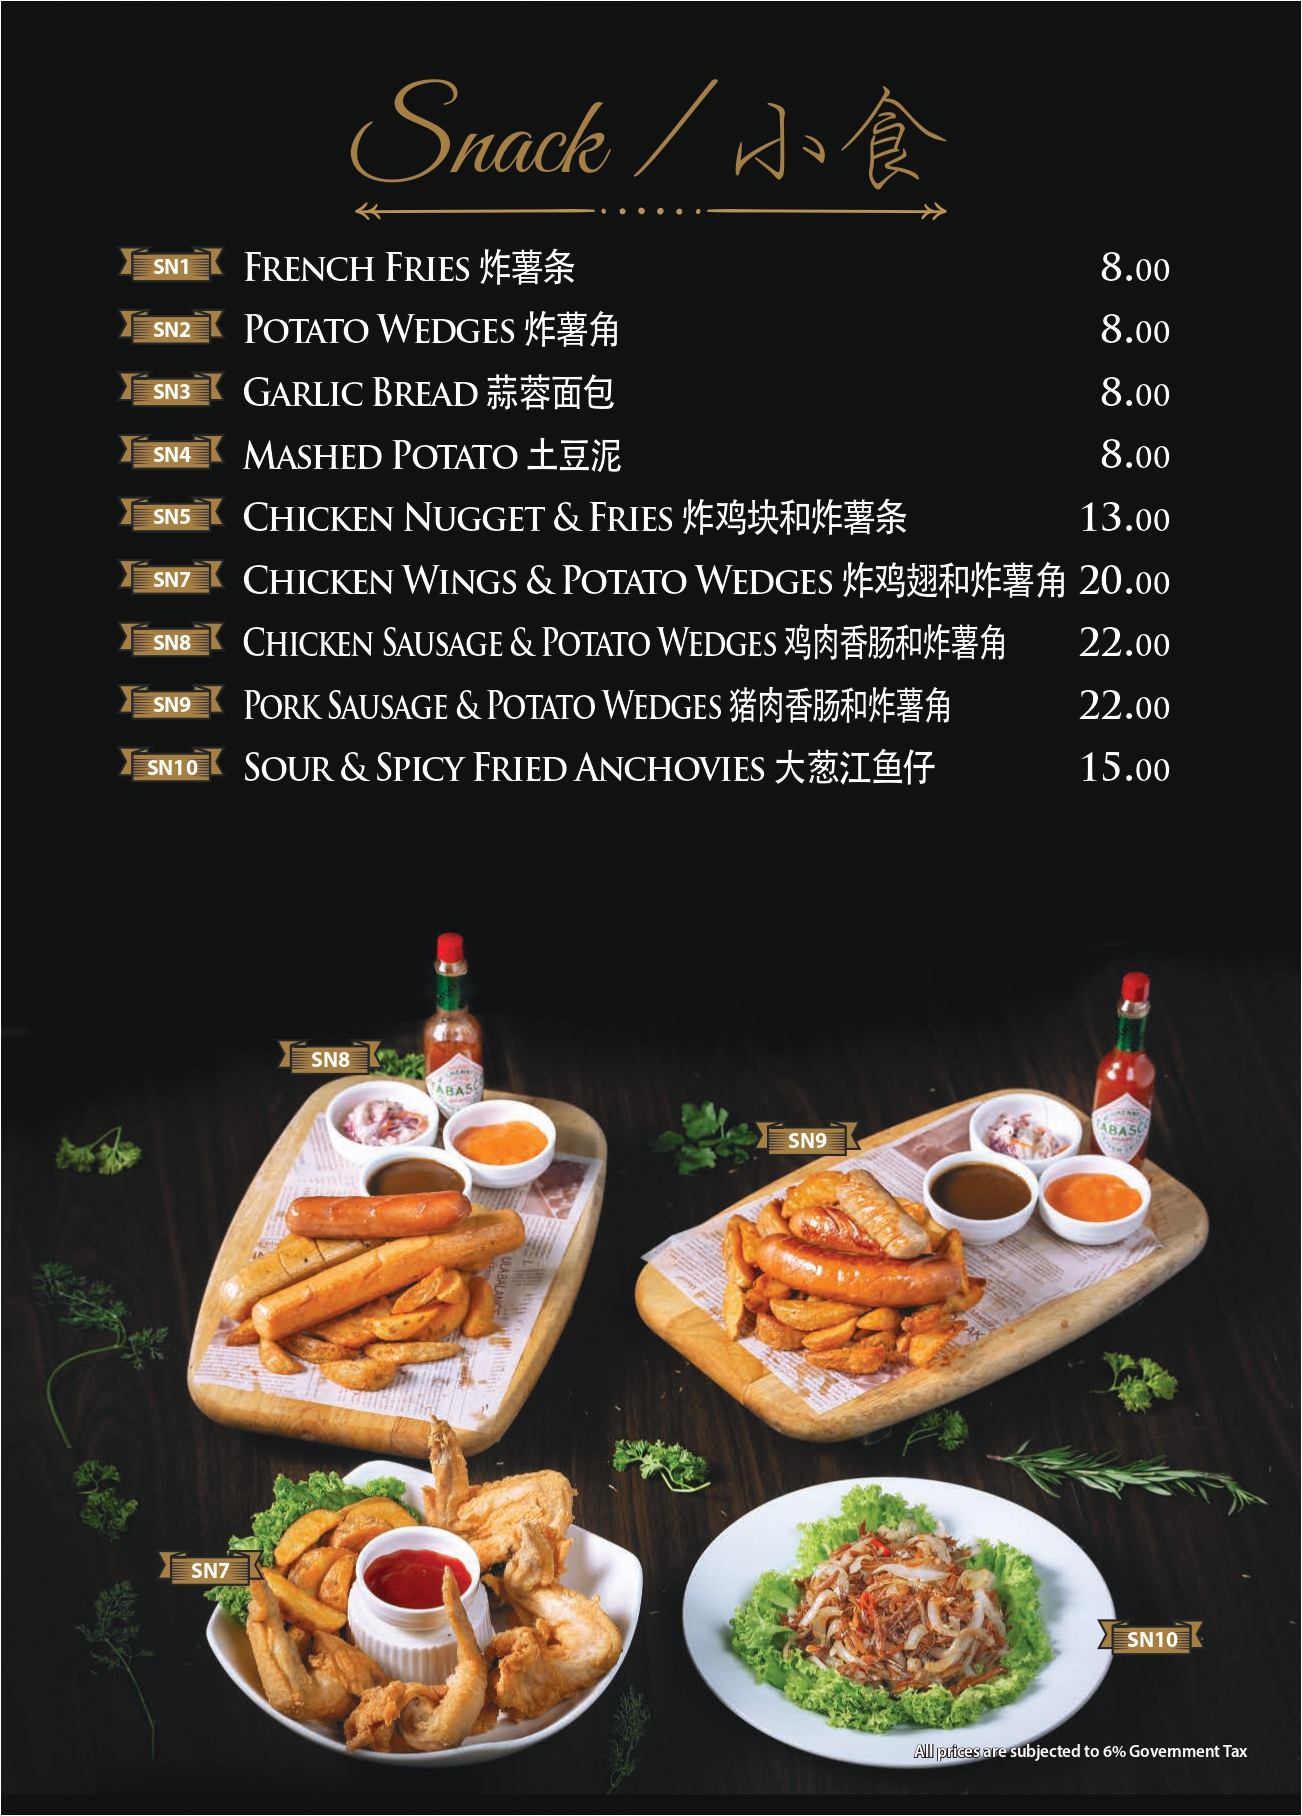 Snack / 小食
SN1 French Fries 炸薯条 8.00
SN2 Potato Wedges 炸薯角 8.00
SN3 Garlic Bread 蒜蓉面包 8.00
SN4 Mashed Potato 土豆泥 8.00
SN5 Chicken Nugget & Fries 炸鸡块和炸薯条 13.00
SN7 Chicken Wings & Potato Wedges 炸鸡翅和炸薯角 20.00
SN8 Chicken Sausage & Potato Wedges 鸡肉香肠和炸薯角 22.00
SN9 Pork Sausage & Potato Wedges 猪肉香肠和炸薯角 22.00
SN10 Sour & Spicy Fried Anchovies 大葱江鱼仔 15.00
SN8
SN9
SN7
SN10
All prices are subjected to 6% Government Tax